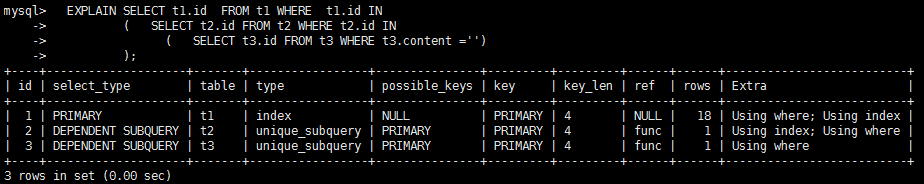 mysql>   EXPLAIN SELECT t1.id  FROM t1 WHERE  t1.id IN
    ->           (   SELECT t2.id FROM t2 WHERE t2.id IN
    ->                 (   SELECT t3.id FROM t3 WHERE t3.content ='')
    ->           );
+----+--------------------+-------+-----------------+---------------+---------+---------+------+------+--------------------------+
| id | select_type        | table | type            | possible_keys | key     | key_len | ref  | rows | Extra                    |
+----+--------------------+-------+-----------------+---------------+---------+---------+------+------+--------------------------+
|  1 | PRIMARY            | t1    | index           | NULL          | PRIMARY | 4       | NULL |   18 | Using where; Using index |
|  2 | DEPENDENT SUBQUERY | t2    | unique_subquery | PRIMARY       | PRIMARY | 4       | func |    1 | Using index; Using where |
|  3 | DEPENDENT SUBQUERY | t3    | unique_subquery | PRIMARY       | PRIMARY | 4       | func |    1 | Using where              |
+----+--------------------+-------+-----------------+---------------+---------+---------+------+------+--------------------------+
3 rows in set (0.00 sec)